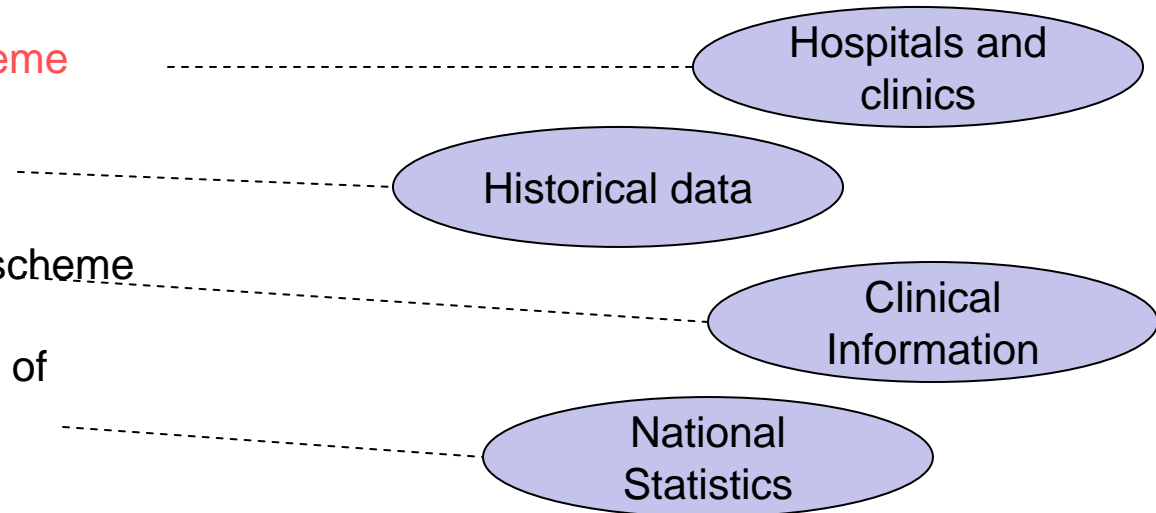 eme
Hospitals and
clinics
Historical data
scheme
Clinical
Information
of
National
Statistics